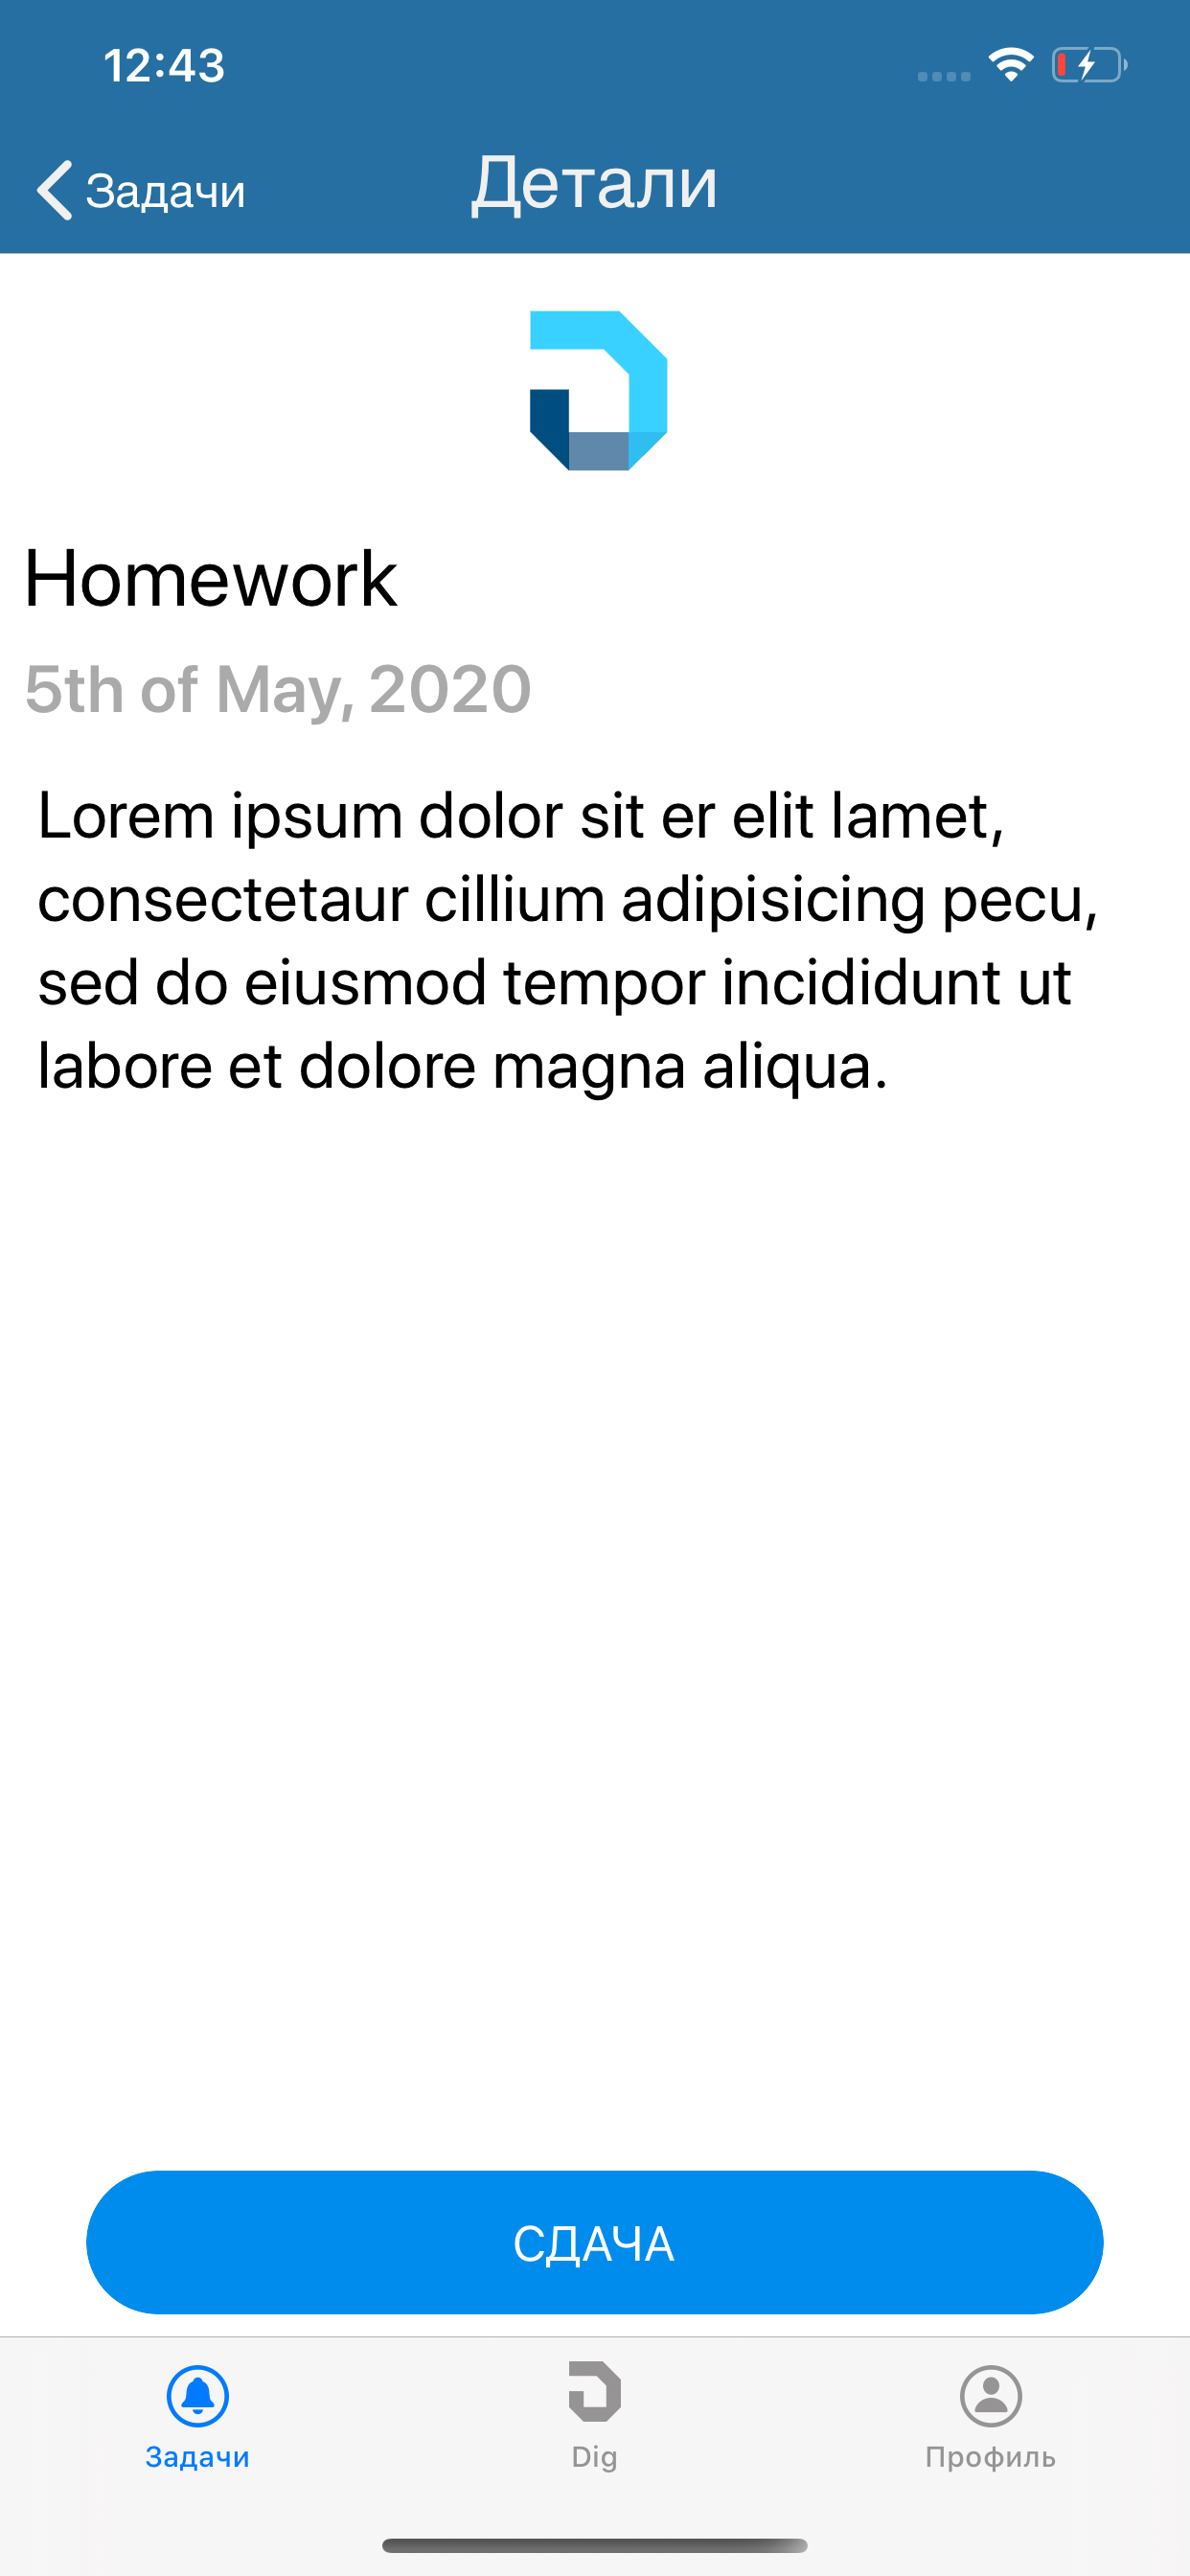 12:43
Задачи
Детали
Homework
5th of May, 2020
Lorem ipsum dolor sit er elit lamet,
consectetaur cillium adipisicing pecu,
sed do eiusmod tempor incididunt ut
labore et dolore magna aliqua.
СДАЧА
Задачи
Dig
Профиль